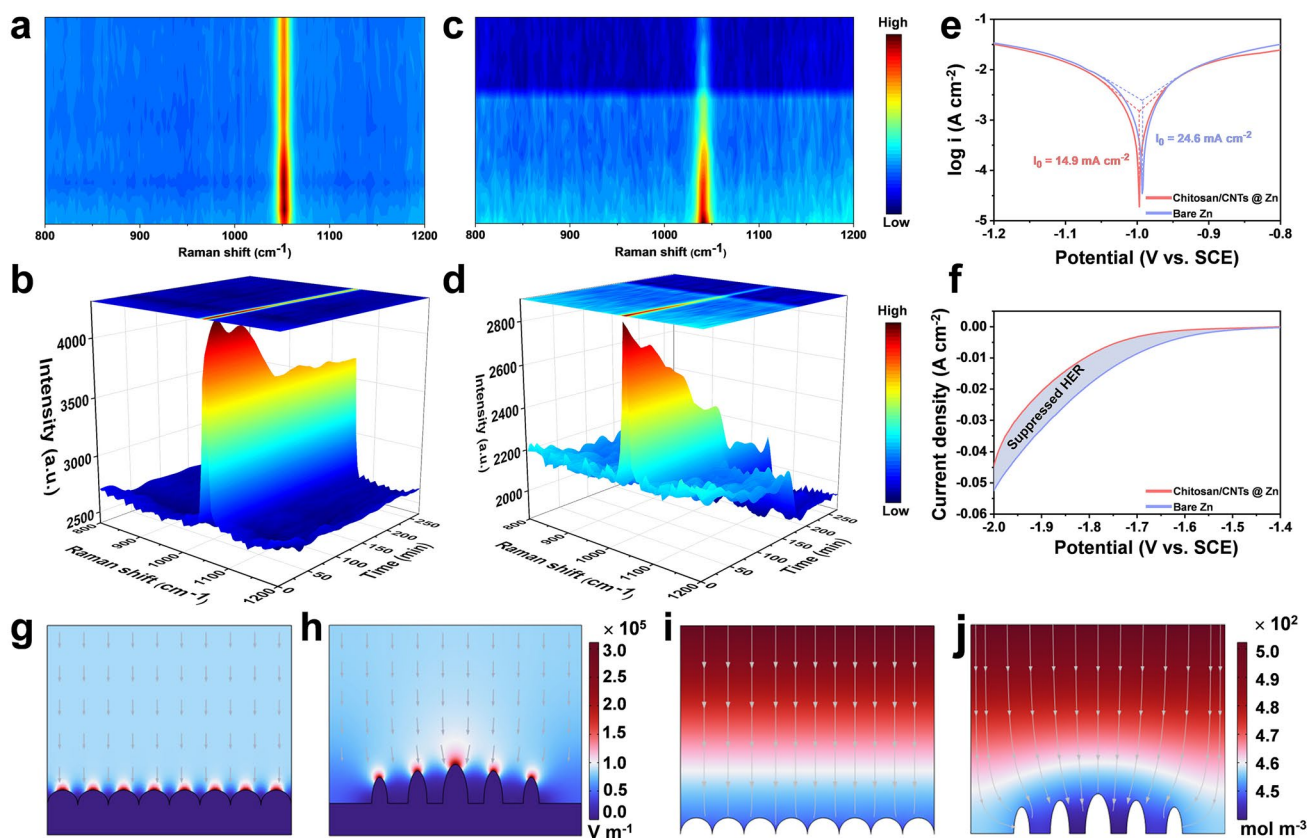 a
800
900
1000
1100
1200
Raman shift (cm-1)
c
800
900
1000
1100
1200
Raman shift (cm-1)
High
Low
e
log i (A cm-2)
-1
-2
-3
-4
-5
I0 = 14.9 mA cm-2
I0 = 24.6 mA cm-2
Chitosan/CNTs @ Zn
Bare Zn
-1.2
-1.1
-1.0
-0.9
-0.8
Potential (V vs. SCE)
b
Intensity (a.u.)
4000
3500
3000
2500
800
900
1000
1100
1200
Raman shift (cm-1)
0
50
100
150
200
250
Time (min)
d
Intensity (a.u.)
2800
2600
2400
2200
2000
800
900
1000
1100
1200
Raman shift (cm-1)
0
50
100
150
200
250
Time (min)
High
Low
f
Current density (A cm-2)
0.00
-0.01
-0.02
-0.03
-0.04
-0.05
-0.06
Suppressed HER
Chitosan/CNTs @ Zn
Bare Zn
-2.0
-1.9
-1.8
-1.7
-1.6
-1.5
-1.4
Potential (V vs. SCE)
g
h
× 10⁵
3.0
2.5
2.0
1.5
1.0
0.5
0.0
V m-1
i
j
× 10²
5.0
4.9
4.8
4.7
4.6
4.5
mol m-3